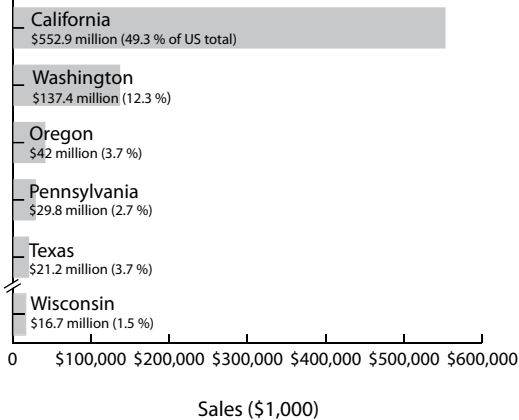 California
$552.9 million (49.3 % of US total)
Washington
$137.4 million (12.3 %)
Oregon
$42 million (3.7 %)
Pennsylvania
$29.8 million (2.7 %)
Texas
$21.2 million (3.7 %)
Wisconsin
$16.7 million (1.5 %)
0 $100,000 $200,000 $300,000 $400,000 $500,000 $600,000
Sales ($1,000)